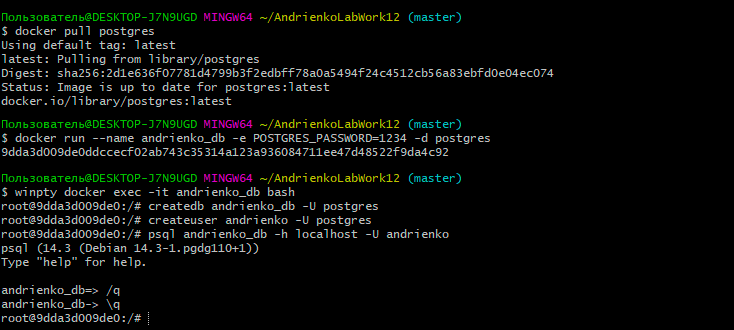 Пользователь@DESKTOP-J7N9UGD MINGW64 ~/AndrienkoLabWork12 (master)
$ docker pull postgres
Using default tag: latest
latest: Pulling from library/postgres
Digest: sha256:2d1e636f07781d4799b3f2edbff78a0a5494f24c4512cb56a83ebfd0e04ec074
Status: Image is up to date for postgres:latest
docker.io/library/postgres:latest
Пользователь@DESKTOP-J7N9UGD MINGW64 ~/AndrienkoLabWork12 (master)
$ docker run --name andrienko_db -e POSTGRES_PASSWORD=1234 -d postgres
9dda3d009de0ddccecf02ab743c35314a123a936084711ee47d48522f9da4c92
Пользователь@DESKTOP-J7N9UGD MINGW64 ~/AndrienkoLabWork12 (master)
$ winpty docker exec -it andrienko_db bash
root@9dda3d009de0:/# createdb andrienko_db -U postgres
root@9dda3d009de0:/# createuser andrienko -U postgres
root@9dda3d009de0:/# psql andrienko_db -h localhost -U andrienko
psql (14.3 (Debian 14.3-1.pgdg110+1))
Type "help" for help.
andrienko_db=> /q
andrienko_db-> \q
root@9dda3d009de0:/#